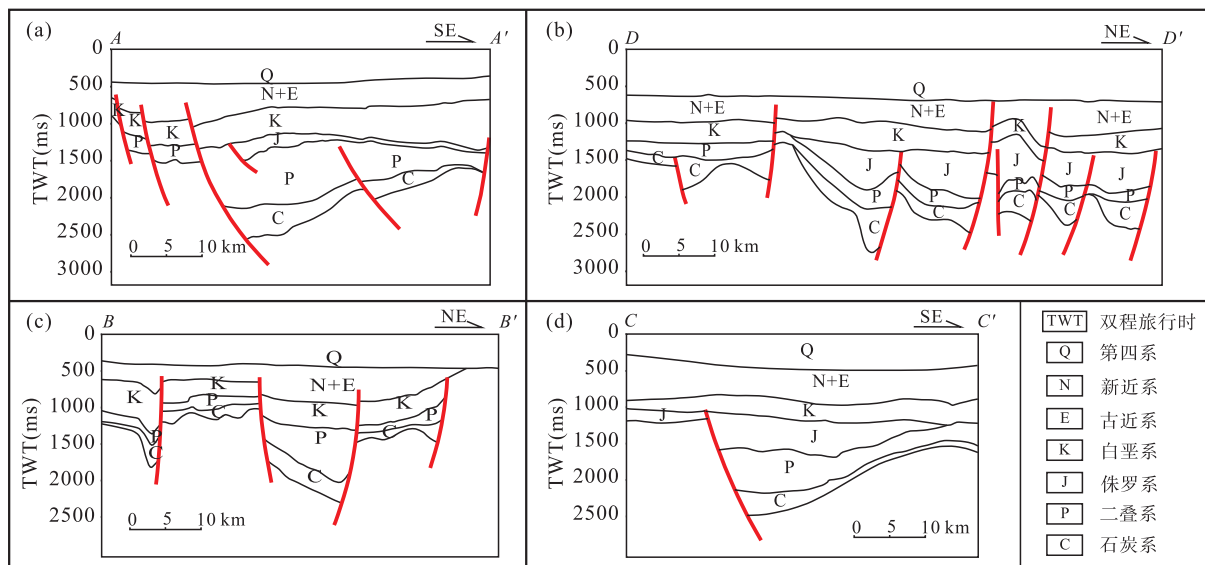 (a)
A
SE
A′
0
500
1000
1500
2000
2500
3000
TWT(ms)
Q
N+E
K
K
K
K
P
P
J
P
C
C
0 5 10 km
(b)
D
NE
D′
0
500
1000
1500
2000
2500
3000
TWT(ms)
Q
N+E
N+E
N+E
K
K
K
K
P
C
C
J
J
J
J
J
P
P
P
P
P
C
C
C
C
C
0 5 10 km
(c)
B
NE
B′
0
500
1000
1500
2000
2500
TWT(ms)
Q
N+E
K
K
K
K
P
P
P
P
C
C
C
C
0 5 10 km
(d)
C
SE
C′
0
500
1000
1500
2000
2500
TWT(ms)
Q
N+E
K
J
J
P
C
0 5 10 km
TWT 双程旅行时
Q 第四系
N 新近系
E 古近系
K 白垩系
J 侏罗系
P 二叠系
C 石炭系